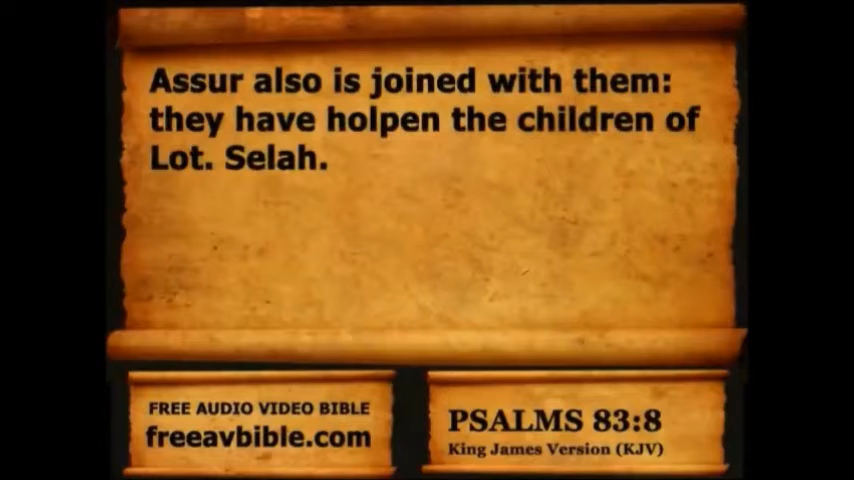 Assur also is joined with them:
they have holpen the children of
Lot. Selah.
FREE AUDIO VIDEO BIBLE
freeavbible.com
PSALMS 83:8
King James Version (KJV)